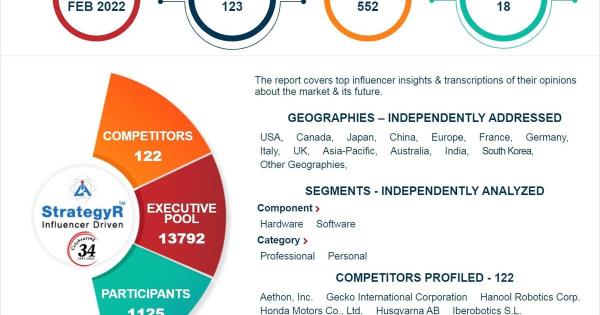 FEB 2022
123
552
18
The report covers top influencer insights & transcriptions of their opinions
about the market & its future.
COMPETITORS
122
EXECUTIVE
POOL
13792
PARTICIPANTS
1125
StrategyR™
Influencer Driven
Celebrating
34
GEOGRAPHIES – INDEPENDENTLY ADDRESSED
USA, Canada, Japan, China, Europe, France, Germany,
Italy, UK, Asia-Pacific, Australia, India, South Korea,
Other Geographies,
SEGMENTS - INDEPENDENTLY ANALYZED
Component >
Hardware Software
Category >
Professional Personal
COMPETITORS PROFILED - 122
Aethon, Inc. Gecko International Corporation Hanool Robotics Corp.
Honda Motors Co., Ltd. Husqvarna AB Iberobotics S.L.